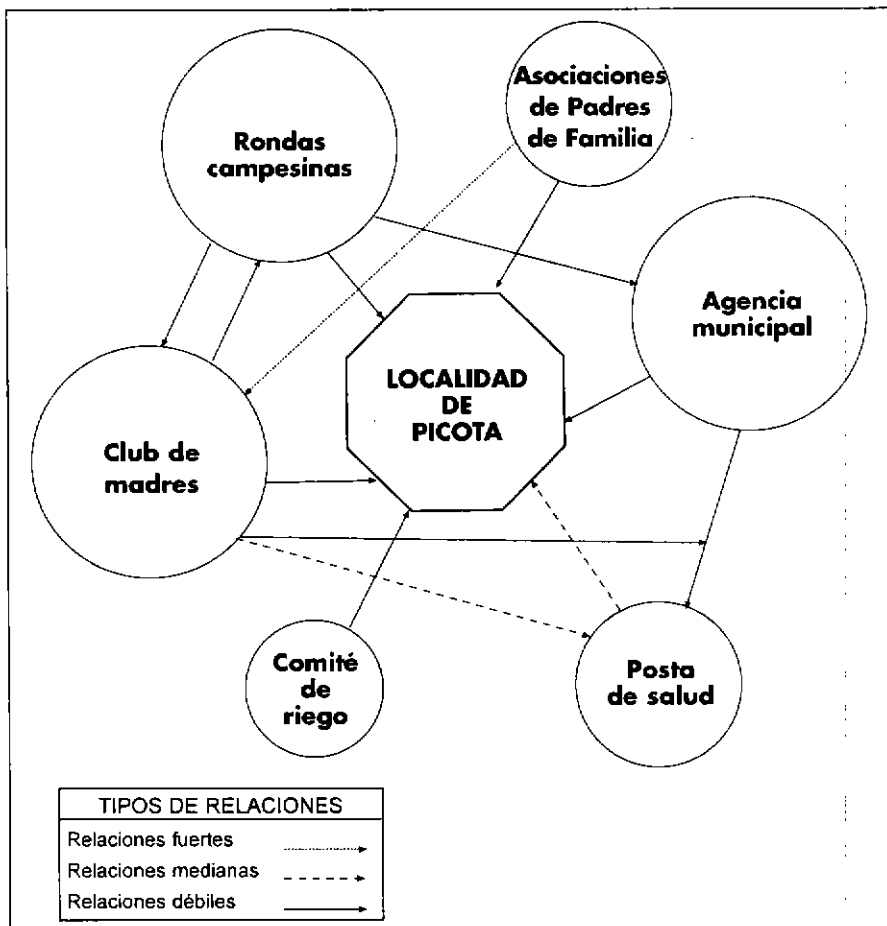 Asociaciones
de Padres
de Familia
Rondas
campesinas
Agencia
municipal
LOCALIDAD
DE
PICOTA
Club de
madres
Comité
de
riego
Posta
de salud
TIPOS DE RELACIONES
Relaciones fuertes
Relaciones medianas
Relaciones débiles